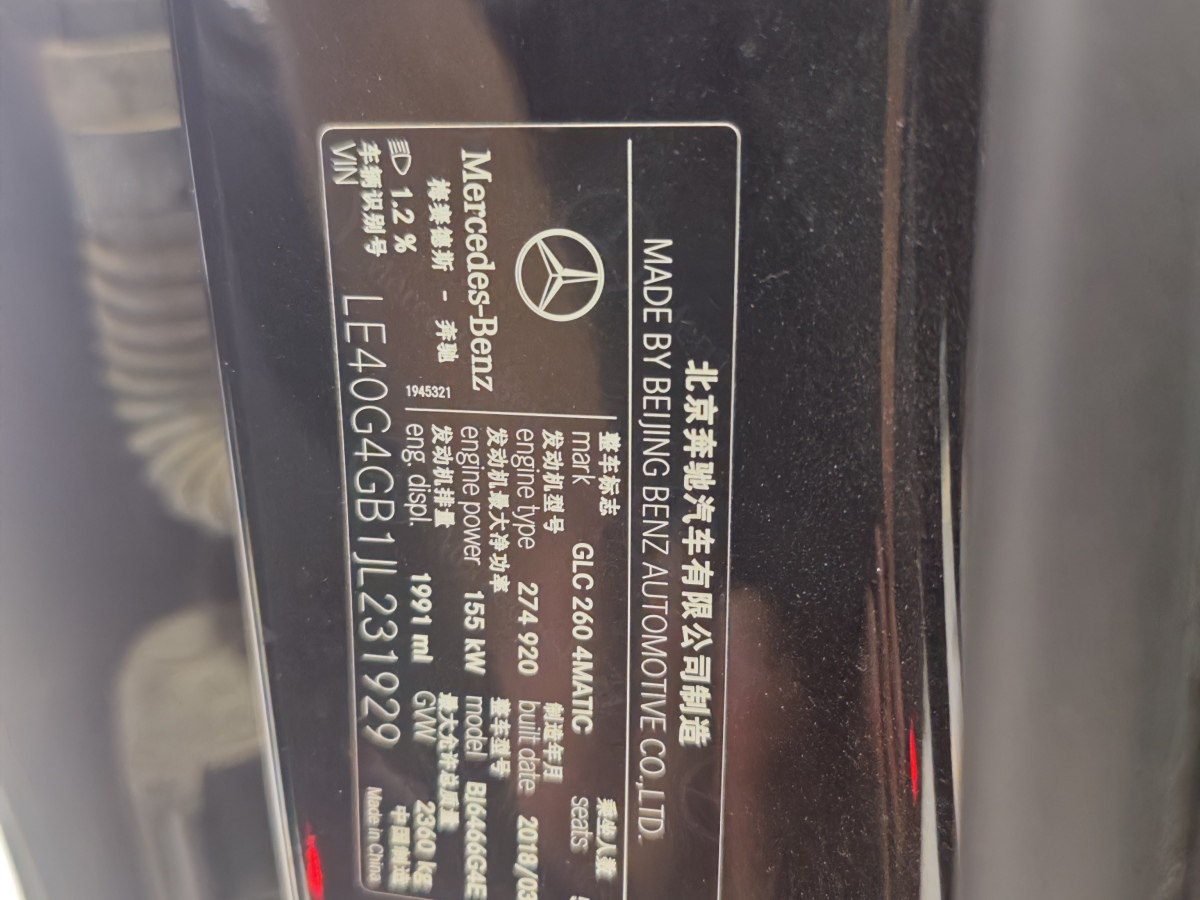 北京奔驰汽车有限公司制造
MADE BY BEIJING BENZ AUTOMOTIVE CO.,LTD.
Mercedes-Benz
梅赛德斯 - 奔驰
1945321
整车标志 乘坐人数
mark GLC 260 4MATIC seats
发动机型号 制造年月
engine type 274 920 built date 2018/03
发动机最大净功率 整车型号
engine power 155 kW model BJ6466G4E
发动机排量 最大允许总质量
eng. displ. 1991 ml GVW 2360 kg
1.2 %
车辆识别号 中国制造
VIN LE40G4GB1JL231929 Made in China